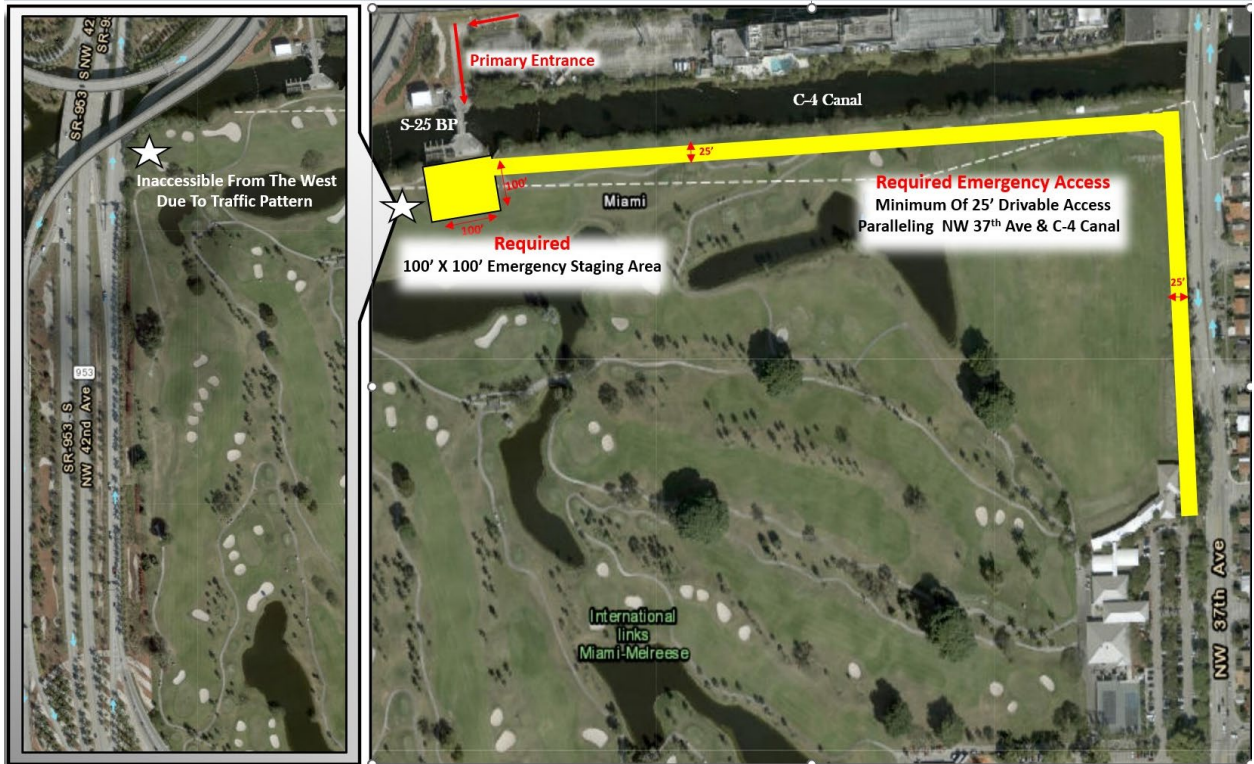 SR-953 S
NW 42
SR-95
Inaccessible From The West
Due To Traffic Pattern
953
SR-953 S
NW 42nd Ave
Primary Entrance
S-25 BP
C-4 Canal
25'
100'
100'
Required
100' X 100' Emergency Staging Area
Miami
Required Emergency Access
Minimum Of 25' Drivable Access
Paralleling NW 37th Ave & C-4 Canal
25'
International
links
Miami-Melreese
NW 37th Ave